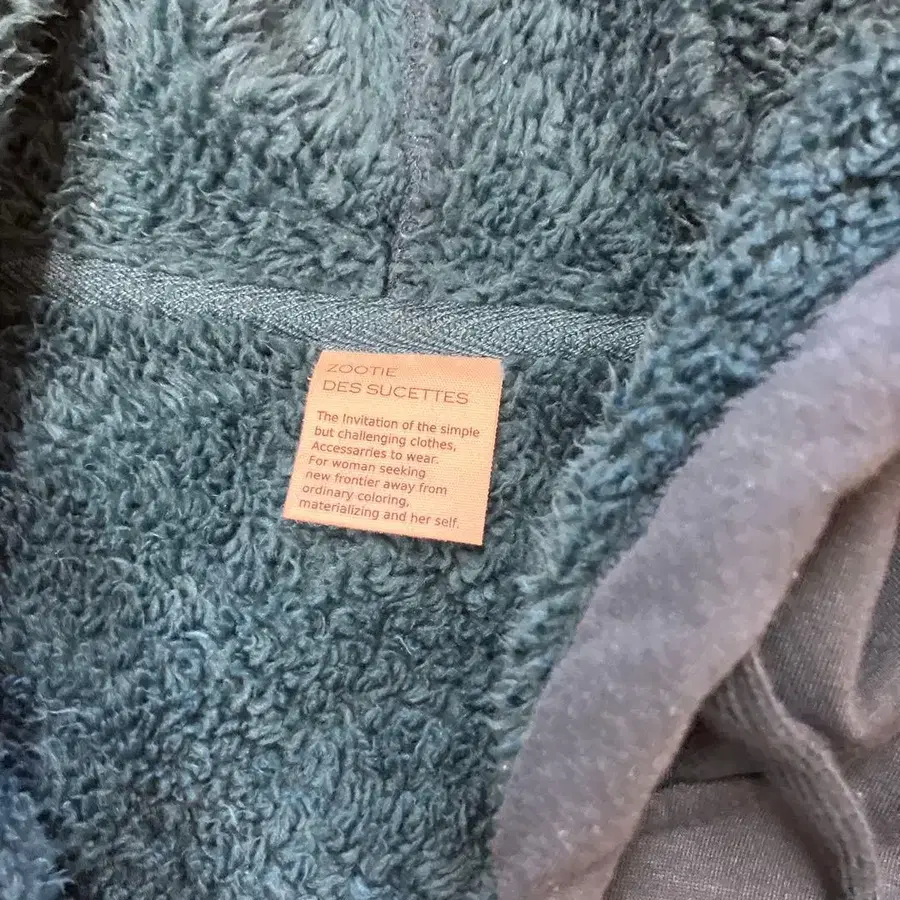 ZOOTIE
DES SUCETTES
The Invitation of the simple
but challenging clothes,
Accessarries to wear.
For woman seeking
new frontier away from
ordinary coloring,
materializing and her self.